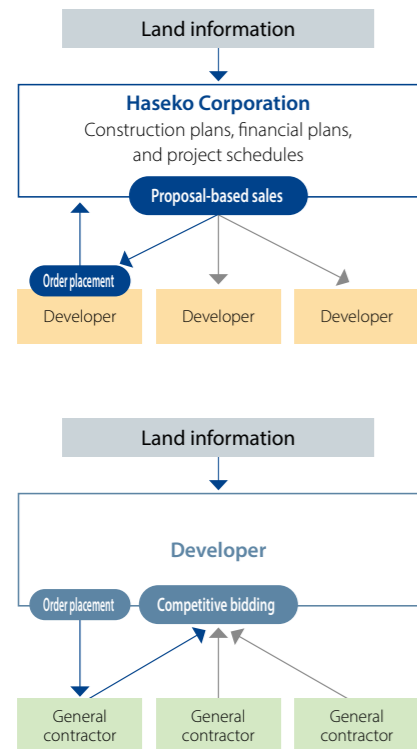 Land information
Haseko Corporation
Construction plans, financial plans,
and project schedules
Proposal-based sales
Order placement
Developer
Developer
Developer
Land information
Developer
Order placement
Competitive bidding
General
contractor
General
contractor
General
contractor